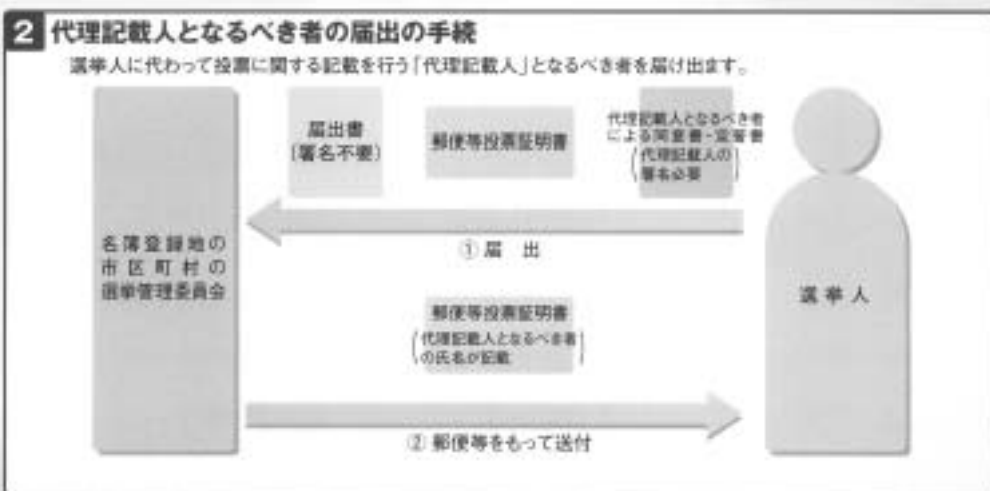 2 代理記載人となるべき者の届出の手続
選挙人に代わって投票に関する記載を行う「代理記載人」となるべき者を届け出ます。
届出書
(署名不要)
郵便等投票証明書
代理記載人となるべき者
による同意書・宣誓書
(代理記載人の
署名必要)
① 届 出
名簿登録地の
市区町村の
選挙管理委員会
選挙人
郵便等投票証明書
(代理記載人となるべき者
の氏名が記載)
② 郵便等をもって送付